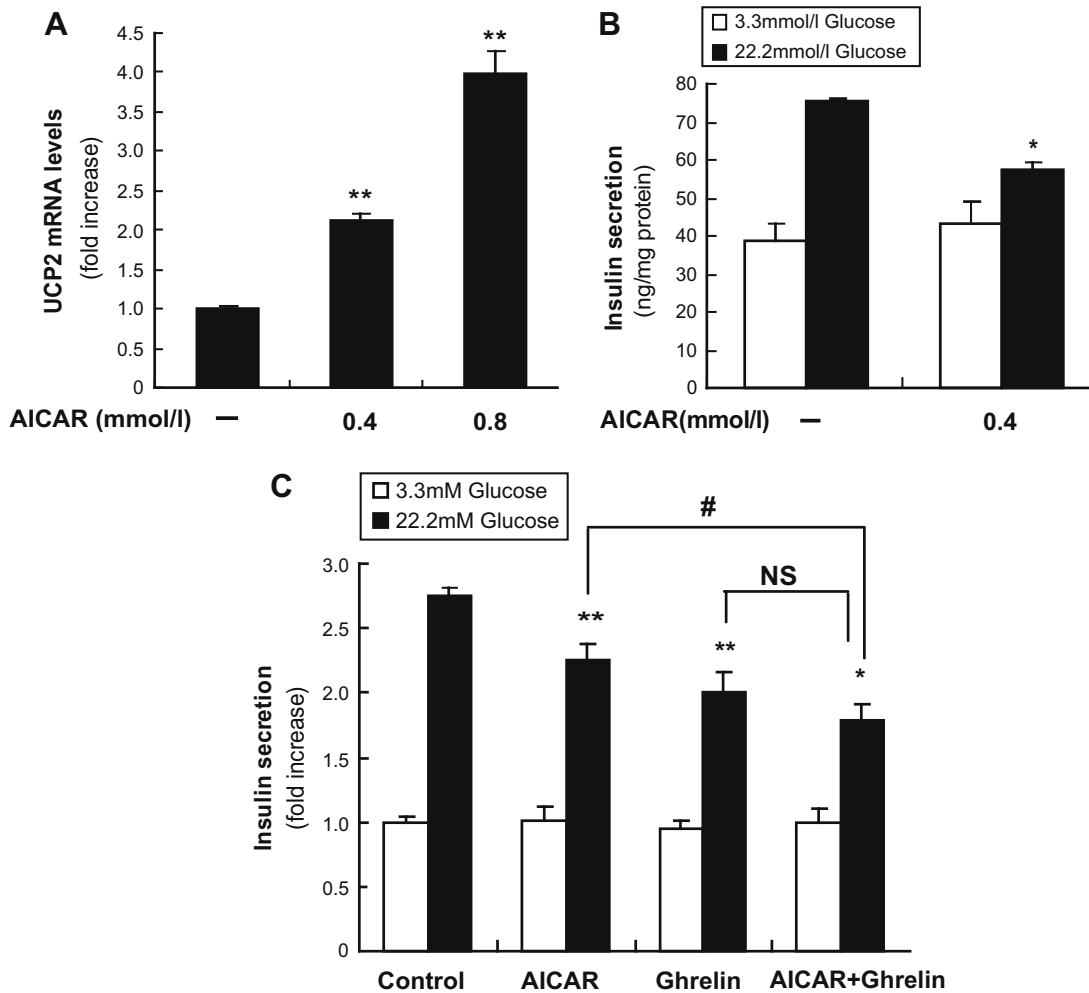 A
UCP2 mRNA levels
(fold increase)
4.5
4.0
3.5
3.0
2.5
2.0
1.5
1.0
0.5
0
**
**
AICAR (mmol/l)
–
0.4
0.8
B
3.3mmol/l Glucose
22.2mmol/l Glucose
Insulin secretion
(ng/mg protein)
80
70
60
50
40
30
20
10
0
*
AICAR(mmol/l)
–
0.4
C
3.3mM Glucose
22.2mM Glucose
#
NS
Insulin secretion
(fold increase)
3.0
2.5
2.0
1.5
1.0
0.5
0
**
**
*
Control
AICAR
Ghrelin
AICAR+Ghrelin